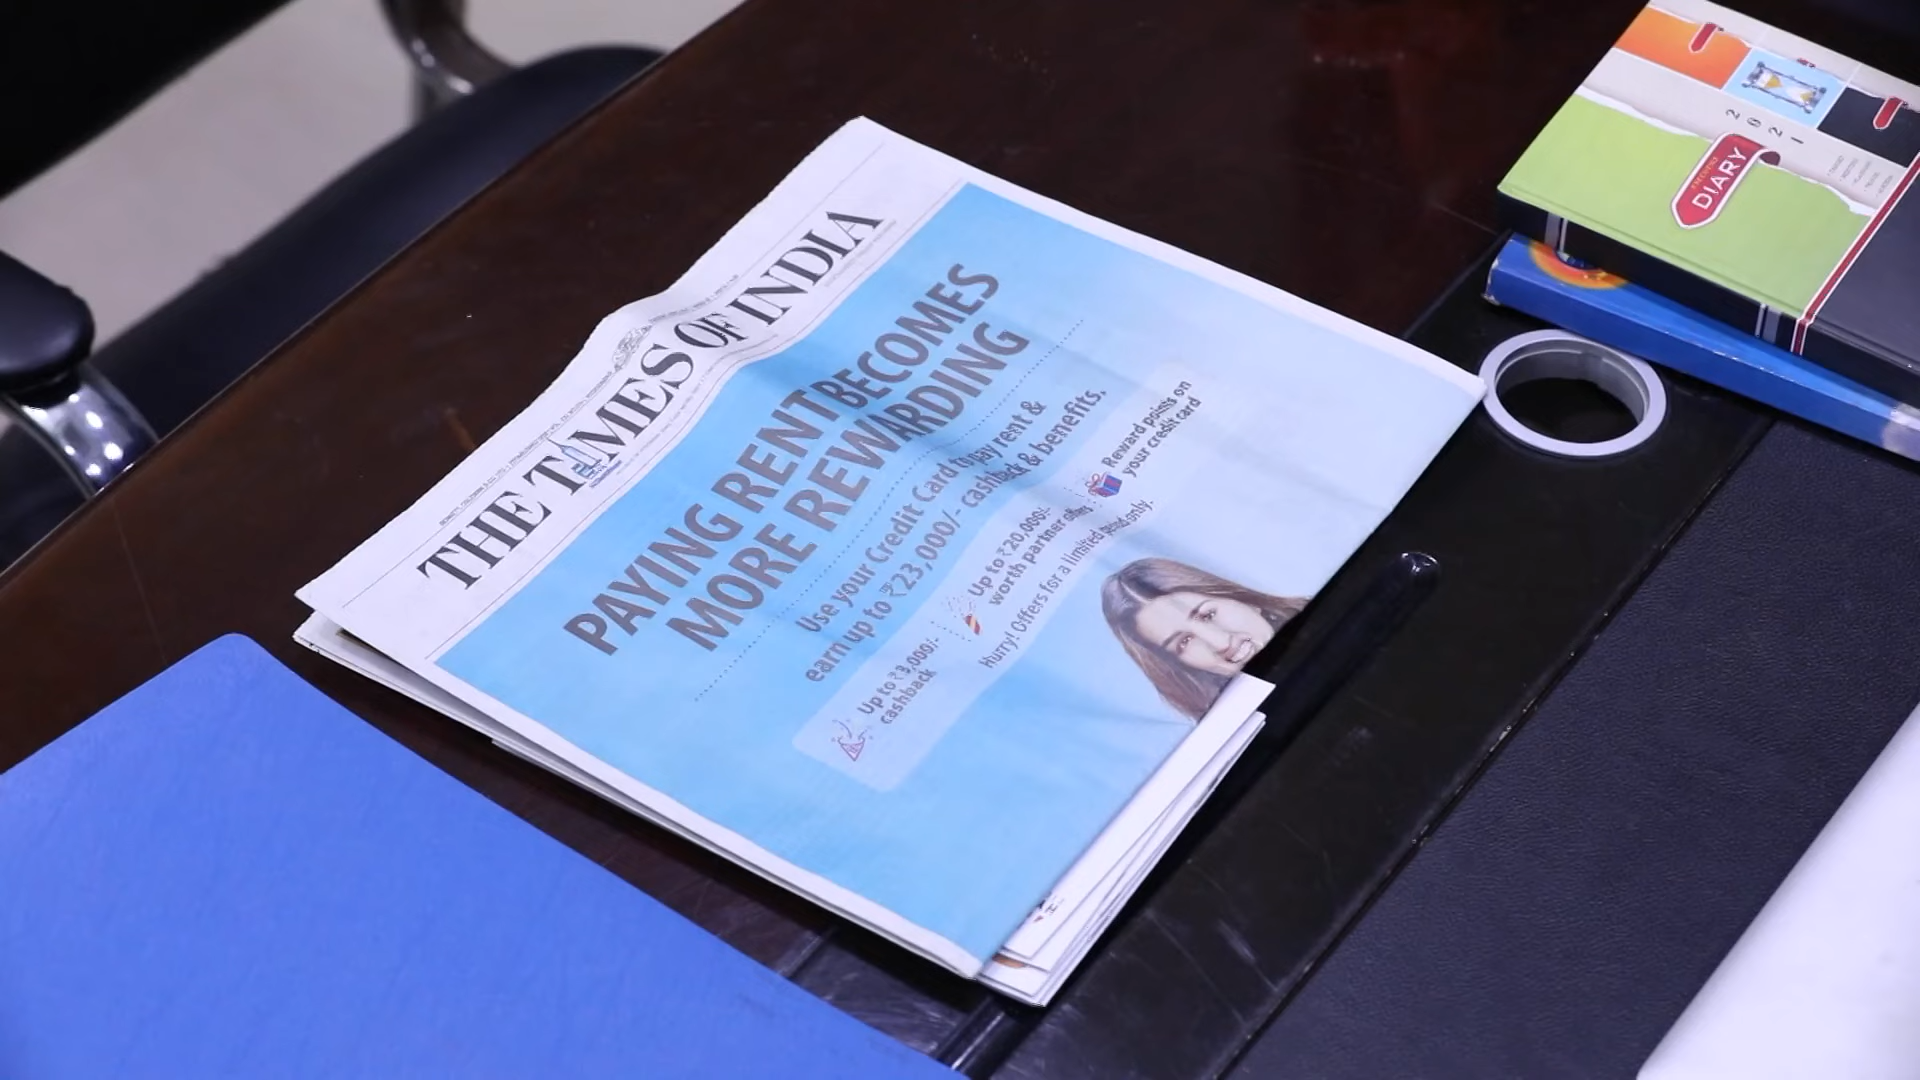 THE TIMES OF INDIA
PAYING RENT BECOMES
MORE REWARDING
Use your Credit Card to pay rent &
earn up to ₹23,000/- cashback & benefits.
Up to ₹3,000/-
cashback
Up to ₹20,000/-
worth partner offers
Reward points on
your credit card
Hurry! Offers for a limited period only.
2021
EXECUTIVE
DIARY